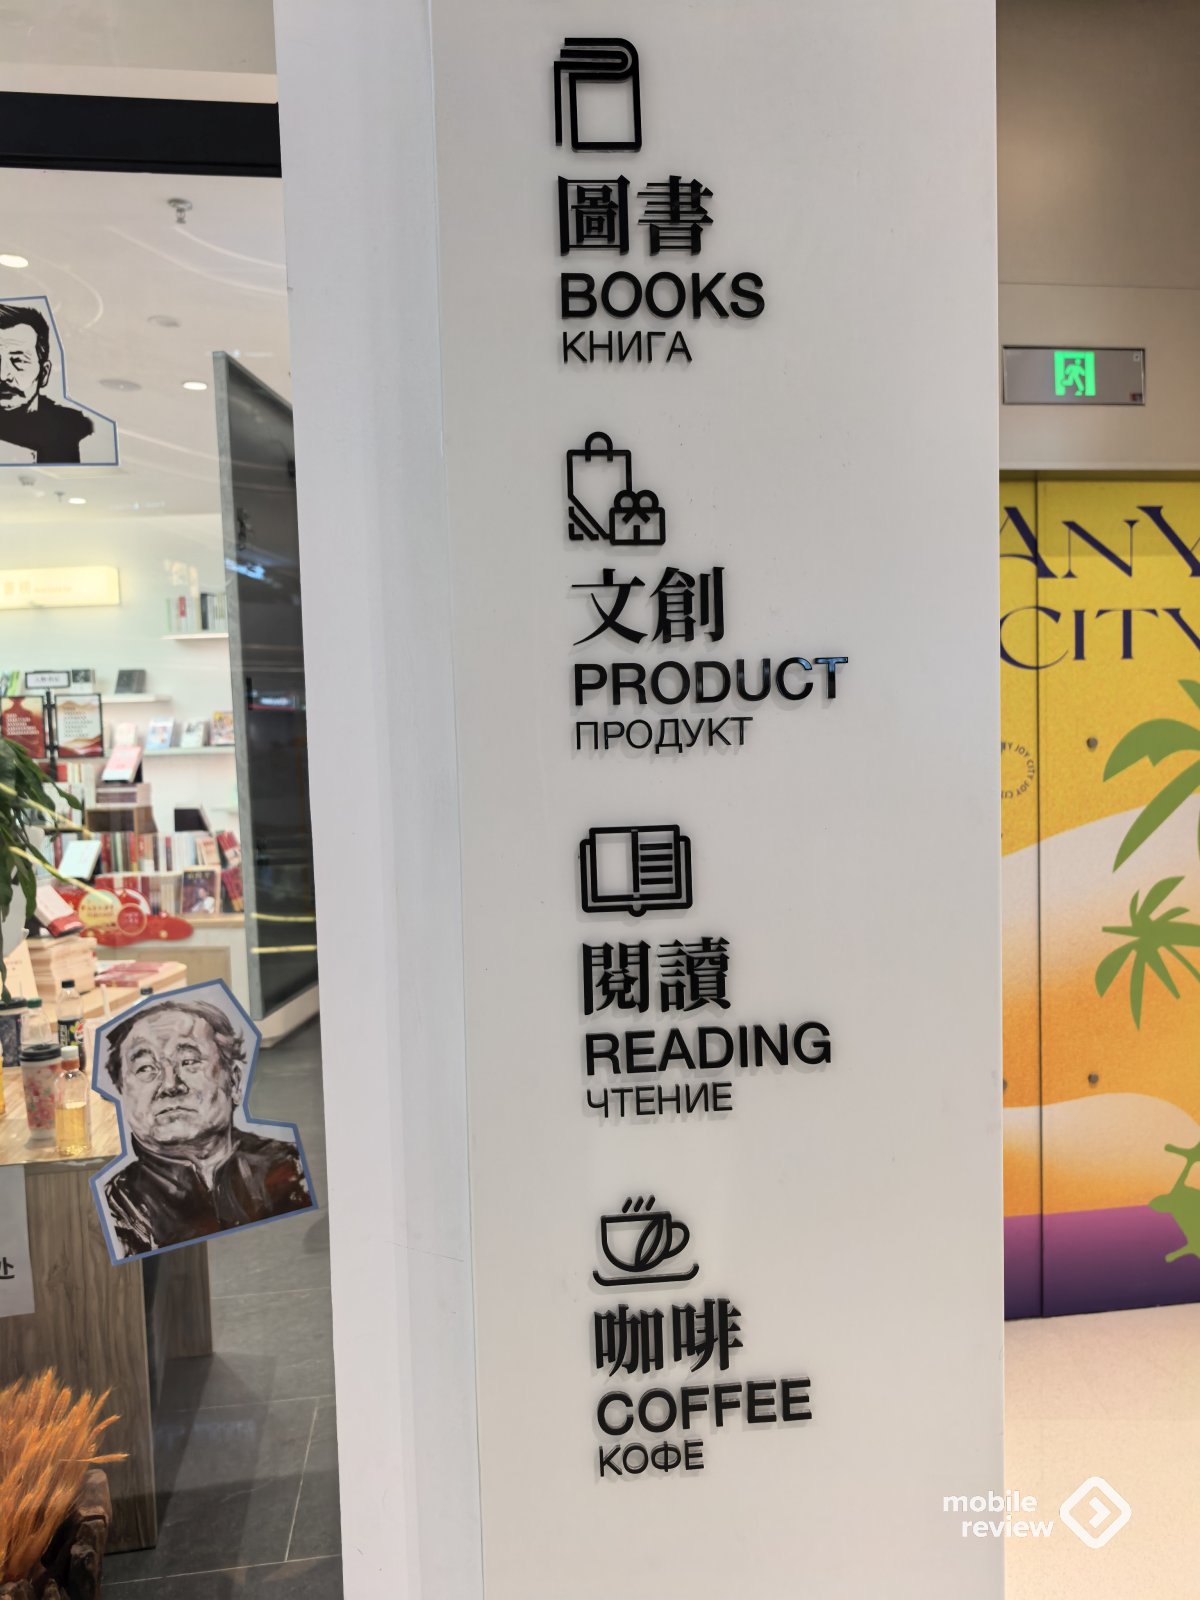 圖書
BOOKS
КНИГА
文創
PRODUCT
ПРОДУКТ
閱讀
READING
ЧТЕНИЕ
咖啡
COFFEE
КОФЕ
CITY
处
mobile
review